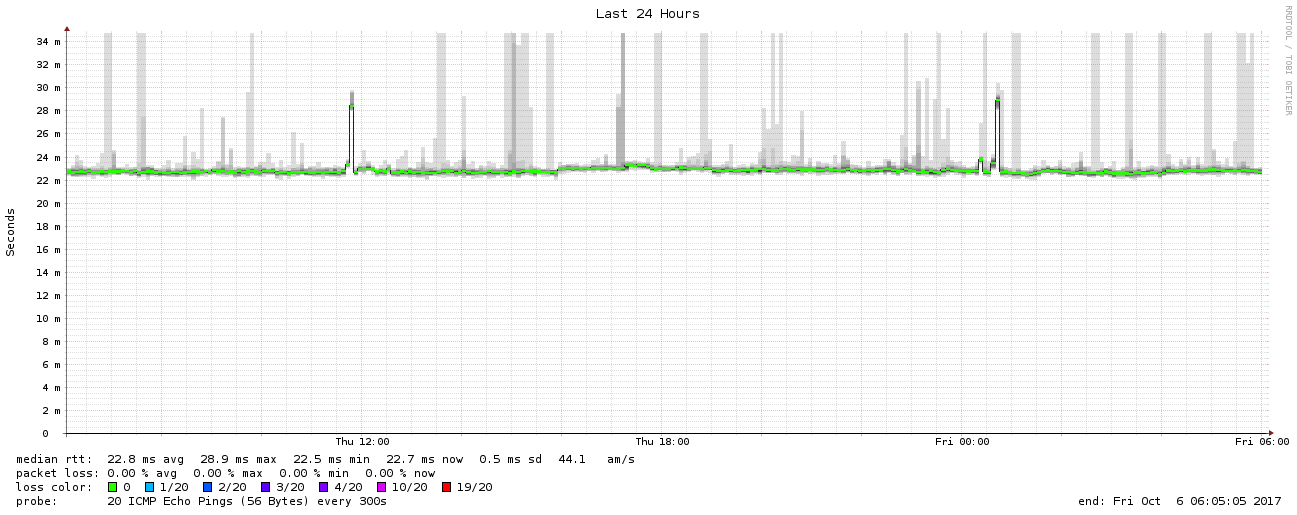 Last 24 Hours
RRDTOOL / TOBI OETIKER
Seconds
34 m
32 m
30 m
28 m
26 m
24 m
22 m
20 m
18 m
16 m
14 m
12 m
10 m
8 m
6 m
4 m
2 m
0
Thu 12:00 Thu 18:00 Fri 00:00 Fri 06:00
median rtt: 22.8 ms avg 28.9 ms max 22.5 ms min 22.7 ms now 0.5 ms sd 44.1 am/s
packet loss: 0.00 % avg 0.00 % max 0.00 % min 0.00 % now
loss color: 0 1/20 2/20 3/20 4/20 10/20 19/20
probe: 20 ICMP Echo Pings (56 Bytes) every 300s end: Fri Oct 6 06:05:05 2017